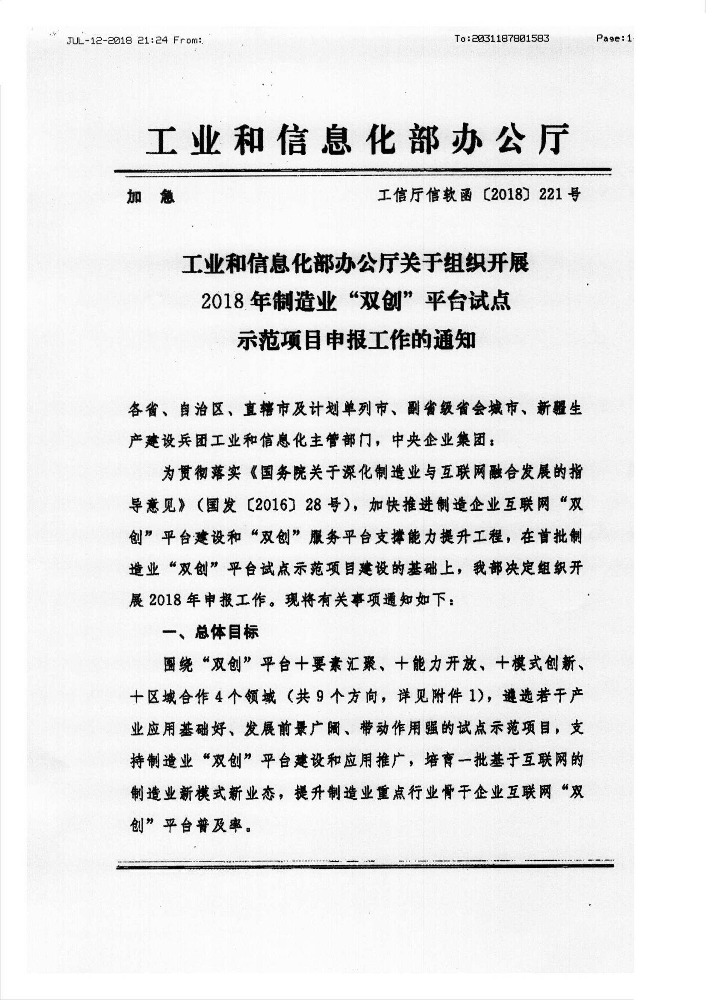 JUL-12-2018 21:24 From: To:2031187801583 Page:1
工业和信息化部办公厅
加 急 工信厅信软函〔2018〕221 号
工业和信息化部办公厅关于组织开展
2018 年制造业“双创”平台试点
示范项目申报工作的通知
各省、自治区、直辖市及计划单列市、副省级省会城市、新疆生
产建设兵团工业和信息化主管部门，中央企业集团：
为贯彻落实《国务院关于深化制造业与互联网融合发展的指
导意见》（国发〔2016〕28 号），加快推进制造企业互联网“双
创”平台建设和“双创”服务平台支撑能力提升工程，在首批制
造业“双创”平台试点示范项目建设的基础上，我部决定组织开
展 2018 年申报工作。现将有关事项通知如下：
一、总体目标
围绕“双创”平台＋要素汇聚、＋能力开放、＋模式创新、
＋区域合作 4 个领域（共 9 个方向，详见附件 1），遴选若干产
业应用基础好、发展前景广阔、带动作用强的试点示范项目，支
持制造业“双创”平台建设和应用推广，培育一批基于互联网的
制造业新模式新业态，提升制造业重点行业骨干企业互联网“双
创”平台普及率。